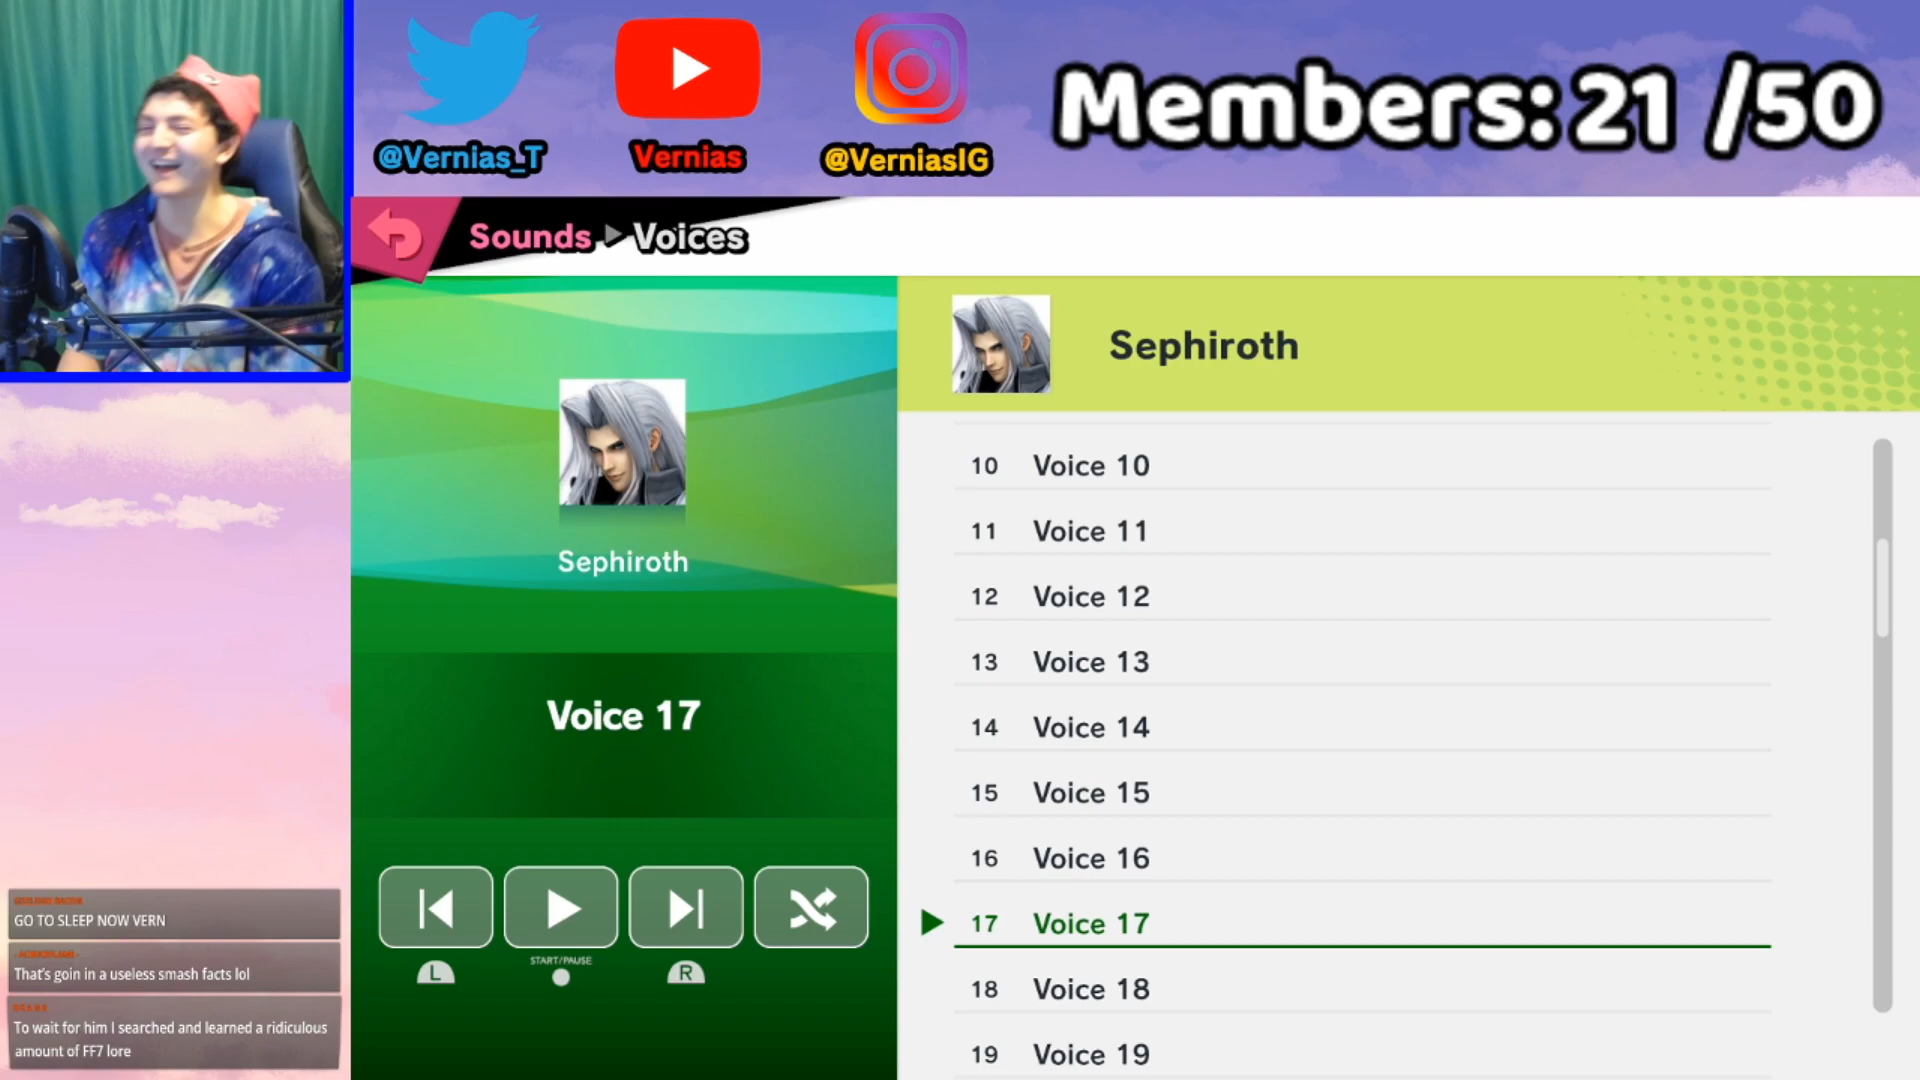 @Vernias_T
Vernias
@VerniasIG
Members: 21 /50
Sounds
Voices
Sephiroth
Voice 17
L
START/PAUSE
R
Sephiroth
10 Voice 10
11 Voice 11
12 Voice 12
13 Voice 13
14 Voice 14
15 Voice 15
16 Voice 16
17 Voice 17
18 Voice 18
19 Voice 19
GO TO SLEEP NOW VERN
That's goin in a useless smash facts lol
To wait for him I searched and learned a ridiculous
amount of FF7 lore